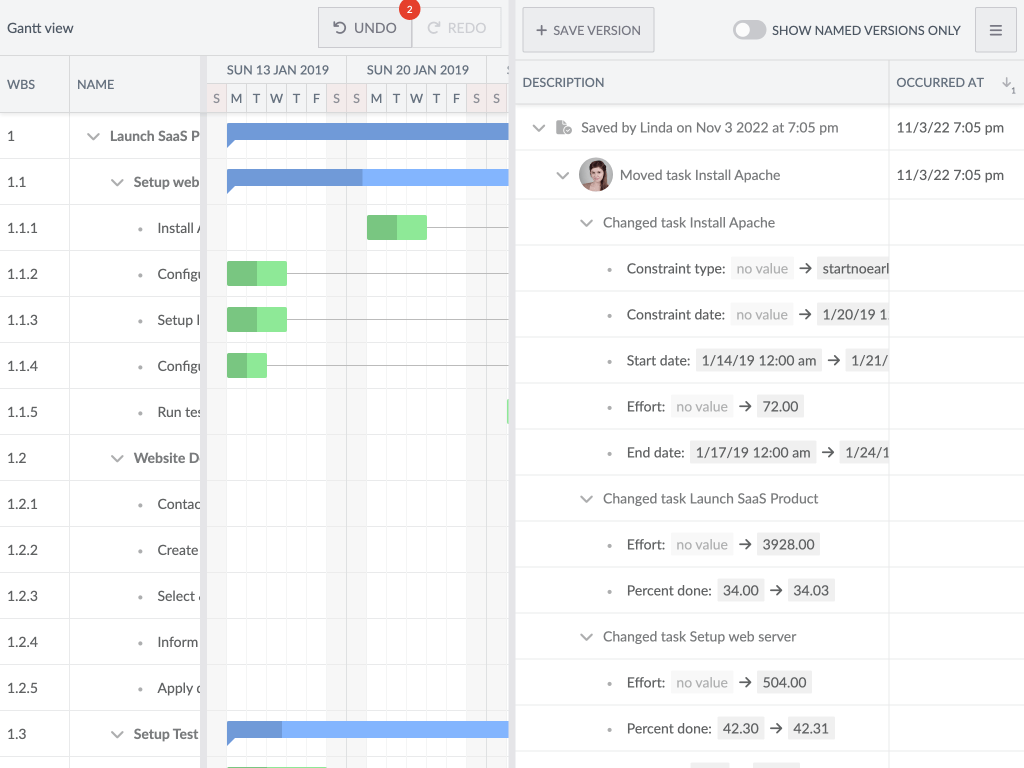 Gantt view
UNDO
2
REDO
WBS
NAME
SUN 13 JAN 2019
SUN 20 JAN 2019
S M T W T F S S M T W T F S S
1 Launch SaaS P
1.1 Setup web
1.1.1 Install
1.1.2 Config
1.1.3 Setup
1.1.4 Config
1.1.5 Run tes
1.2 Website D
1.2.1 Contac
1.2.2 Create
1.2.3 Select
1.2.4 Inform
1.2.5 Apply
1.3 Setup Test
+ SAVE VERSION
SHOW NAMED VERSIONS ONLY
DESCRIPTION
OCCURRED AT
1
Saved by Linda on Nov 3 2022 at 7:05 pm 11/3/22 7:05 pm
Moved task Install Apache 11/3/22 7:05 pm
Changed task Install Apache
Constraint type: no value → startnoearl
Constraint date: no value → 1/20/19 1
Start date: 1/14/19 12:00 am → 1/21/
Effort: no value → 72.00
End date: 1/17/19 12:00 am → 1/24/1
Changed task Launch SaaS Product
Effort: no value → 3928.00
Percent done: 34.00 → 34.03
Changed task Setup web server
Effort: no value → 504.00
Percent done: 42.30 → 42.31